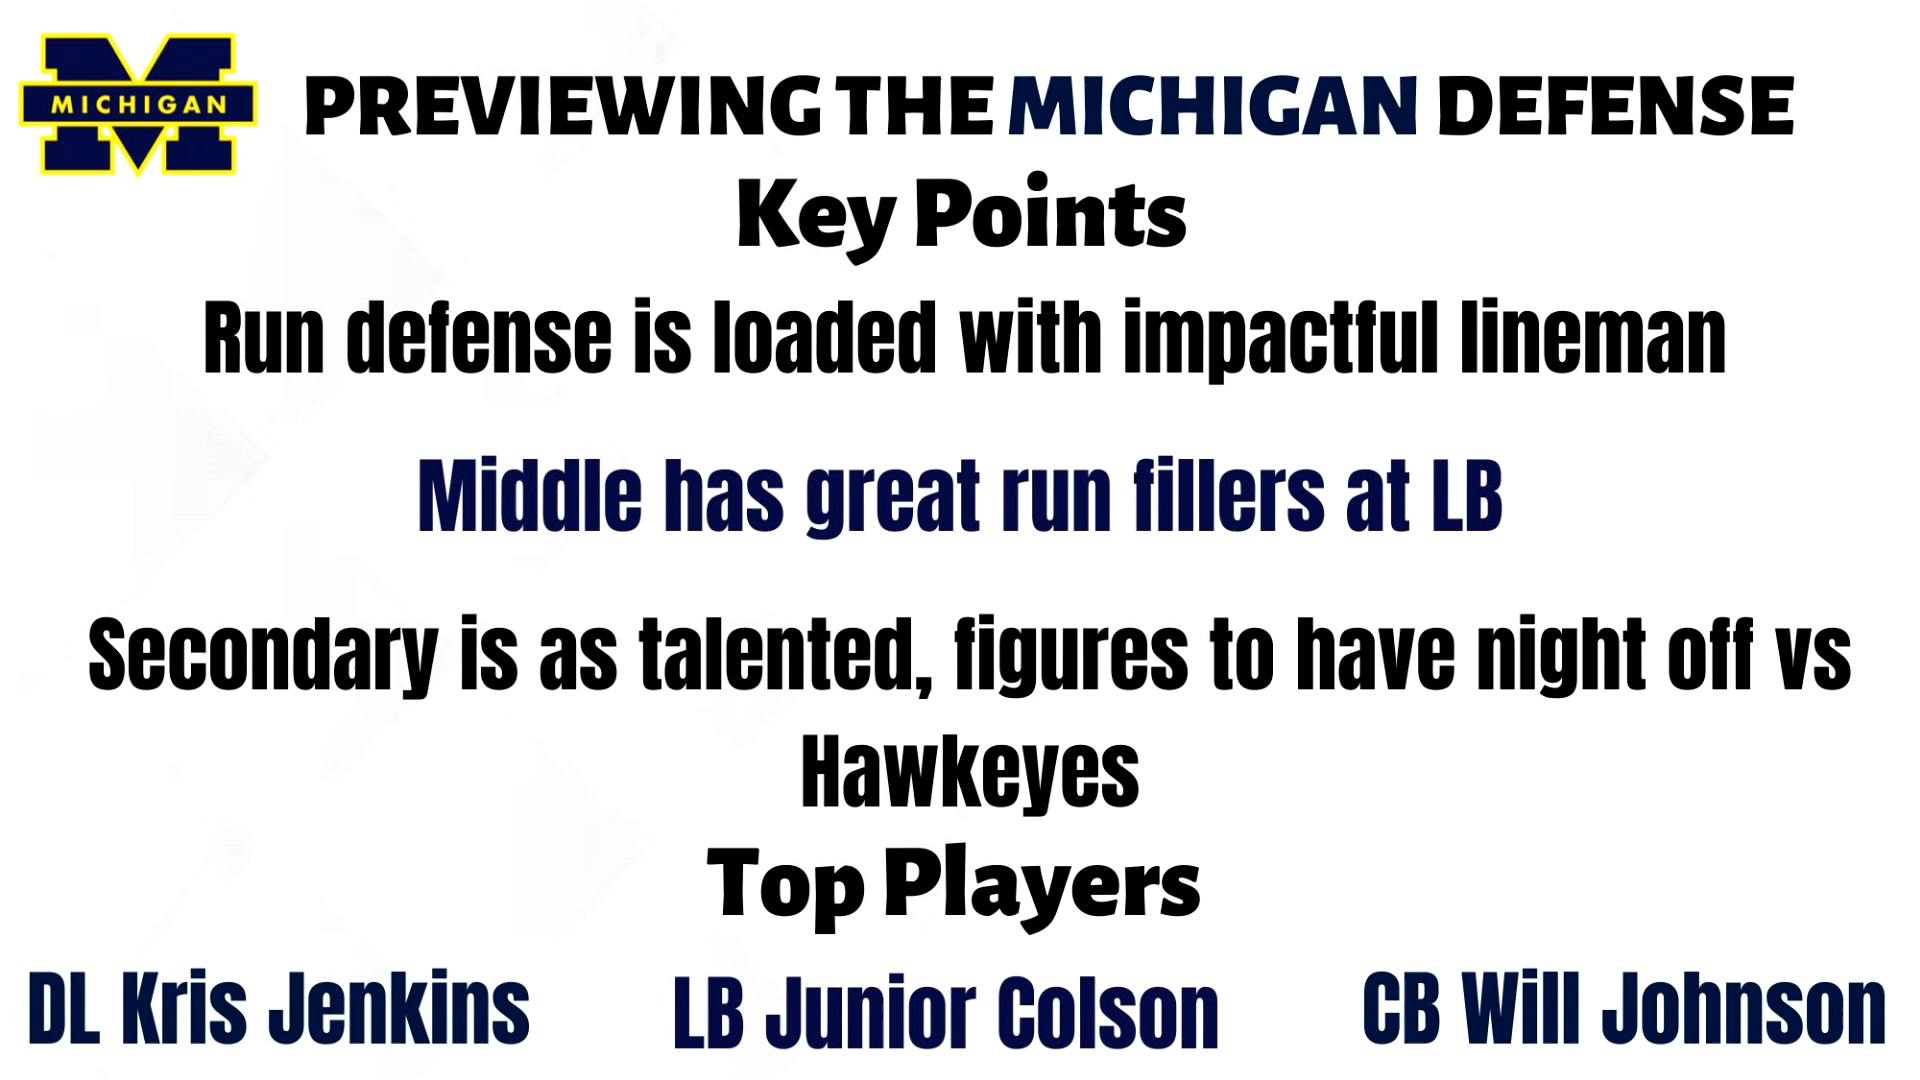 MICHIGAN
PREVIEWING THE MICHIGAN DEFENSE
Key Points
Run defense is loaded with impactful lineman
Middle has great run fillers at LB
Secondary is as talented, figures to have night off vs
Hawkeyes
Top Players
DL Kris Jenkins
LB Junior Colson
CB Will Johnson